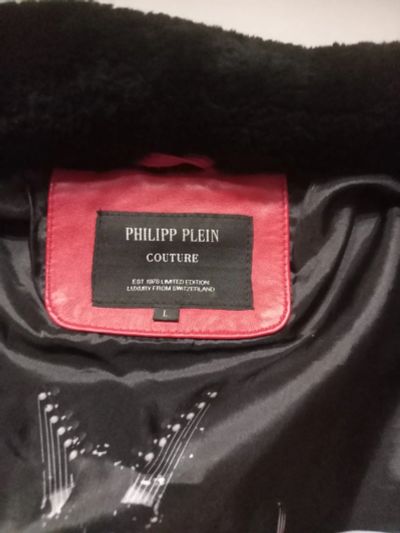 PHILIPP PLEIN
COUTURE
EST 1978 LIMITED EDITION
LUXURY FROM SWITZERLAND
L